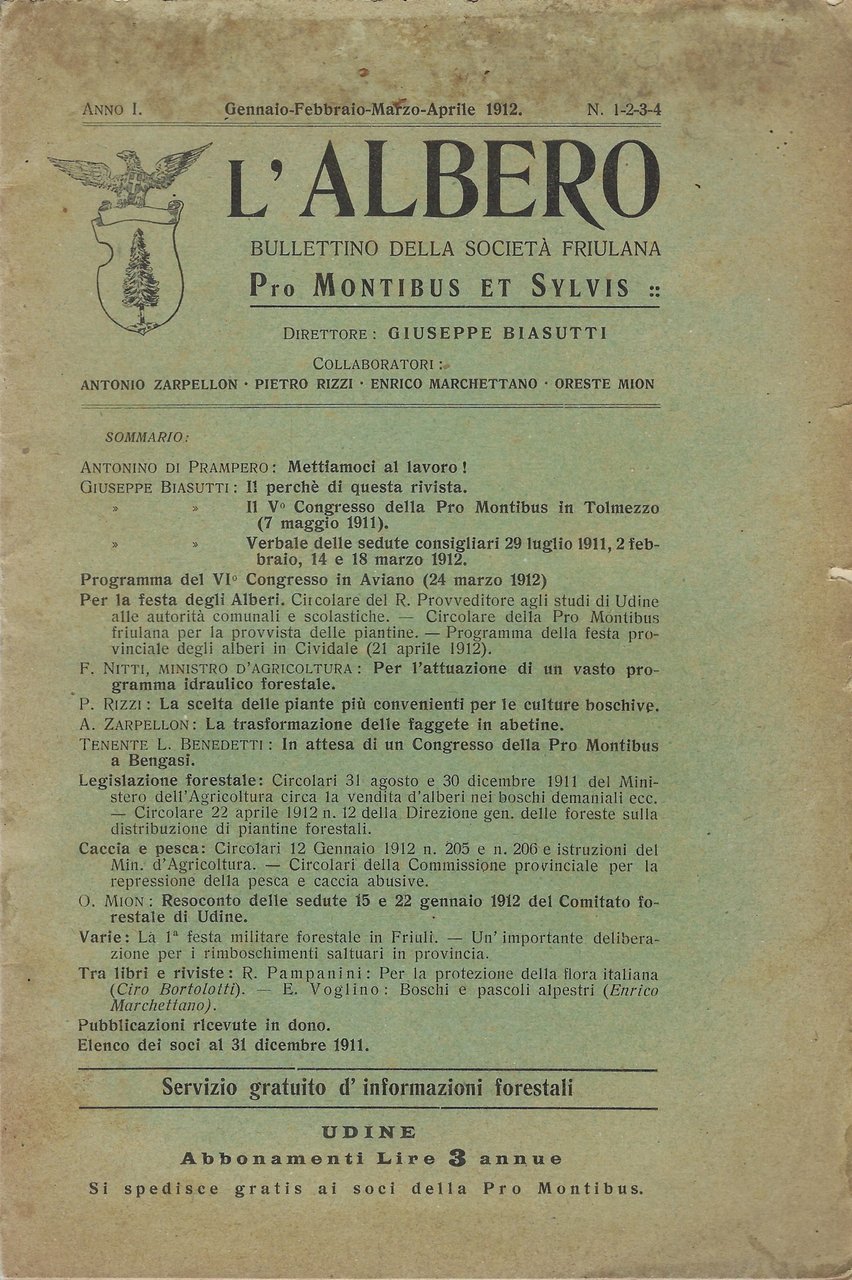 ANNO I. Gennaio-Febbraio-Marzo-Aprile 1912. N. 1-2-3-4
L'ALBERO
BULLETTINO DELLA SOCIETÀ FRIULANA
PRO MONTIBUS ET SYLVIS ::
DIRETTORE: GIUSEPPE BIASUTTI
COLLABORATORI:
ANTONIO ZARPELLON · PIETRO RIZZI · ENRICO MARCHETTANO · ORESTE MION
SOMMARIO:
ANTONINO DI PRAMPERO: Mettiamoci al lavoro!
GIUSEPPE BIASUTTI: Il perchè di questa rivista.
» » Il Vº Congresso della Pro Montibus in Tolmezzo
(7 maggio 1911).
» » Verbale delle sedute consigliari 29 luglio 1911, 2 feb-
braio, 14 e 18 marzo 1912.
Programma del VIº Congresso in Aviano (24 marzo 1912)
Per la festa degli Alberi. Circolare del R. Provveditore agli studi di Udine
alle autorità comunali e scolastiche. — Circolare della Pro Montibus
friulana per la provvista delle piantine. — Programma della festa pro-
vinciale degli alberi in Cividale (21 aprile 1912).
F. NITTI, MINISTRO D'AGRICOLTURA: Per l'attuazione di un vasto pro-
gramma idraulico forestale.
P. RIZZI: La scelta delle piante più convenienti per le culture boschive.
A. ZARPELLON: La trasformazione delle faggete in abetine.
TENENTE L. BENEDETTI: In attesa di un Congresso della Pro Montibus
a Bengasi.
Legislazione forestale: Circolari 31 agosto e 30 dicembre 1911 del Mini-
stero dell'Agricoltura circa la vendita d'alberi nei boschi demaniali ecc.
— Circolare 22 aprile 1912 n. 12 della Direzione gen. delle foreste sulla
distribuzione di piantine forestali.
Caccia e pesca: Circolari 12 Gennaio 1912 n. 205 e n. 206 e istruzioni del
Min. d'Agricoltura. — Circolari della Commissione provinciale per la
repressione della pesca e caccia abusive.
O. MION: Resoconto delle sedute 15 e 22 gennaio 1912 del Comitato fo-
restale di Udine.
Varie: La 1ª festa militare forestale in Friuli. — Un' importante delibera-
zione per i rimboschimenti saltuari in provincia.
Tra libri e riviste: R. Pampanini: Per la protezione della flora italiana
(Ciro Bortolotti). — E. Voglino: Boschi e pascoli alpestri (Enrico
Marchettano).
Pubblicazioni ricevute in dono.
Elenco dei soci al 31 dicembre 1911.
Servizio gratuito d' informazioni forestali
UDINE
Abbonamenti Lire 3 annue
Si spedisce gratis ai soci della Pro Montibus.